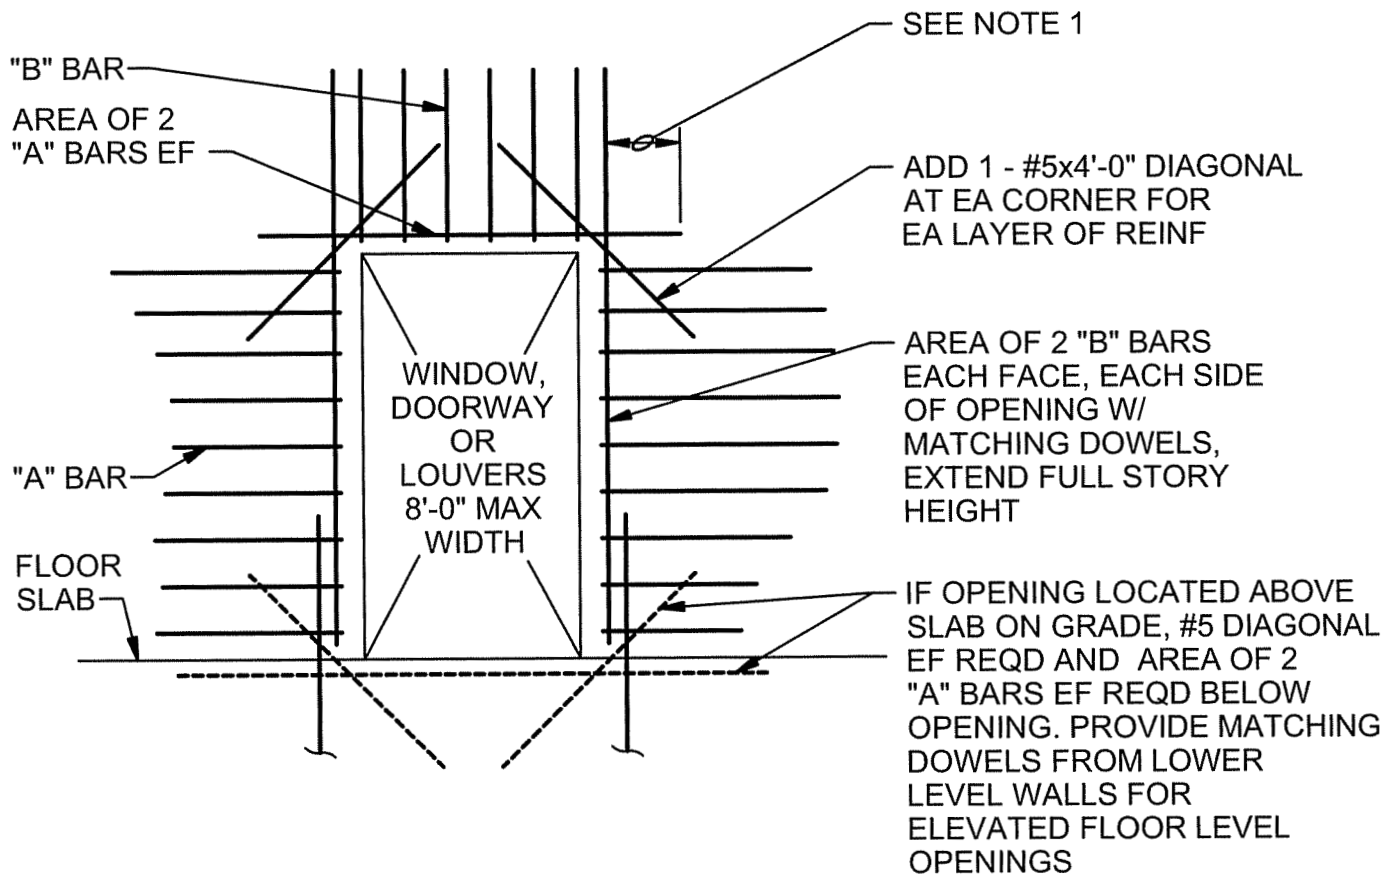 SEE NOTE 1
"B" BAR
AREA OF 2
"A" BARS EF
ADD 1 - #5x4'-0" DIAGONAL
AT EA CORNER FOR
EA LAYER OF REINF
WINDOW,
DOORWAY
OR
LOUVERS
8'-0" MAX
WIDTH
AREA OF 2 "B" BARS
EACH FACE, EACH SIDE
OF OPENING W/
MATCHING DOWELS,
EXTEND FULL STORY
HEIGHT
"A" BAR
FLOOR
SLAB
IF OPENING LOCATED ABOVE
SLAB ON GRADE, #5 DIAGONAL
EF REQD AND AREA OF 2
"A" BARS EF REQD BELOW
OPENING. PROVIDE MATCHING
DOWELS FROM LOWER
LEVEL WALLS FOR
ELEVATED FLOOR LEVEL
OPENINGS